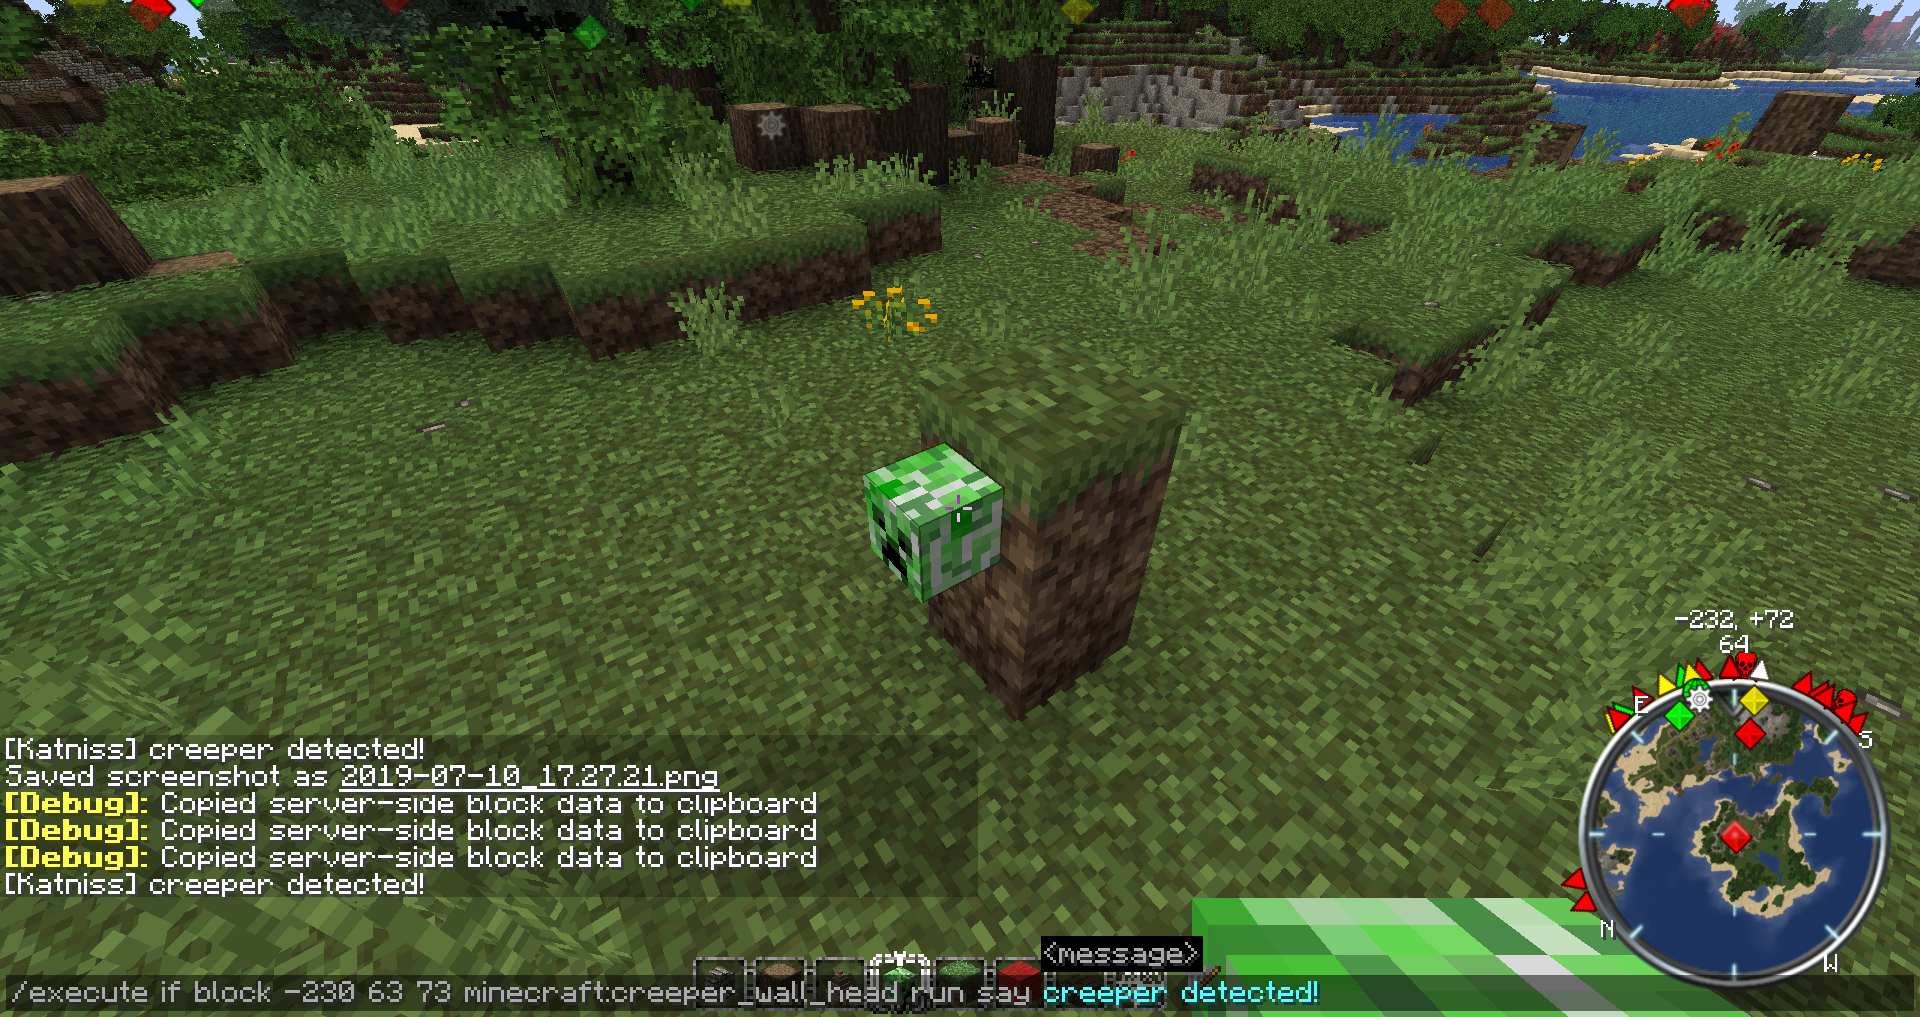 -232, +72
64
E
S
N
W
[Katniss] creeper detected!
Saved screenshot as 2019-07-10_17.27.21.png
[Debug]: Copied server-side block data to clipboard
[Debug]: Copied server-side block data to clipboard
[Debug]: Copied server-side block data to clipboard
[Katniss] creeper detected!
<message>
/execute if block -230 63 73 minecraft:creeper_wall_head run say creeper detected!